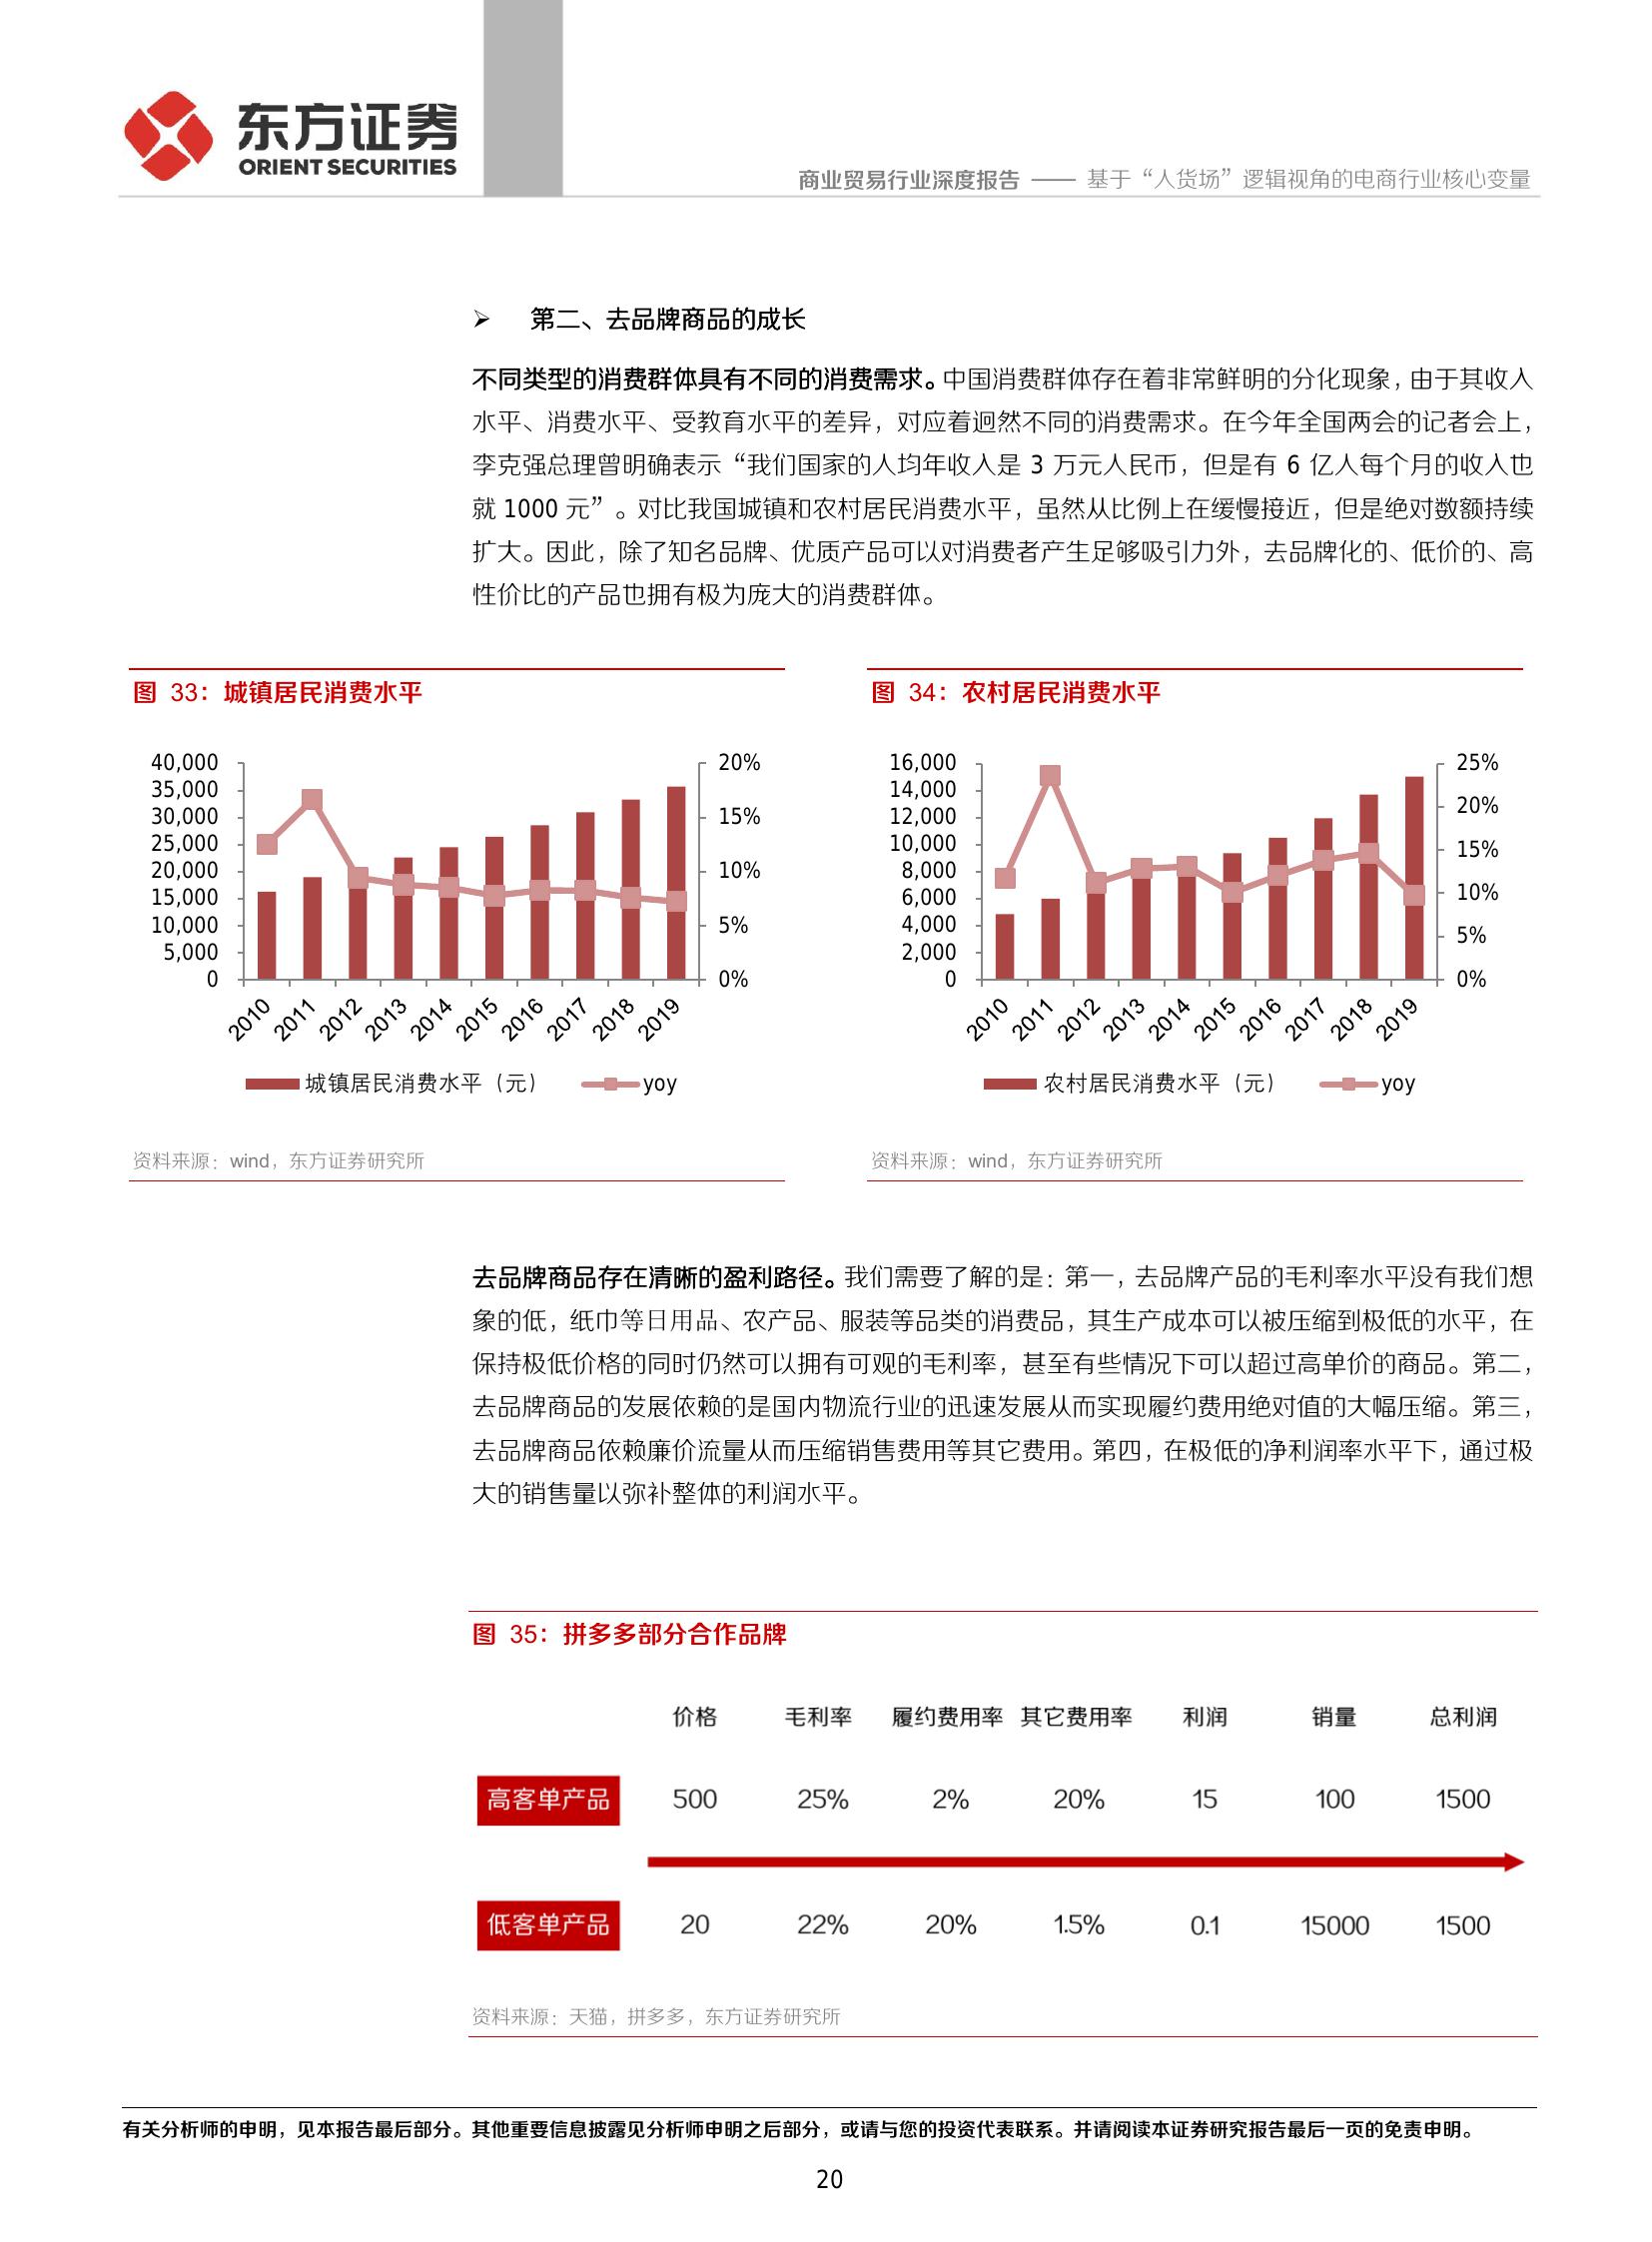 东方证券
ORIENT SECURITIES
商业贸易行业深度报告 —— 基于“人货场”逻辑视角的电商行业核心变量
➢ 第二、去品牌商品的成长
不同类型的消费群体具有不同的消费需求。中国消费群体存在着非常鲜明的分化现象，由于其收入
水平、消费水平、受教育水平的差异，对应着迥然不同的消费需求。在今年全国两会的记者会上，
李克强总理曾明确表示“我们国家的人均年收入是 3 万元人民币，但是有 6 亿人每个月的收入也
就 1000 元”。对比我国城镇和农村居民消费水平，虽然从比例上在缓慢接近，但是绝对数额持续
扩大。因此，除了知名品牌、优质产品可以对消费者产生足够吸引力外，去品牌化的、低价的、高
性价比的产品也拥有极为庞大的消费群体。
图 33：城镇居民消费水平
40,000
35,000
30,000
25,000
20,000
15,000
10,000
5,000
0
20%
15%
10%
5%
0%
2010 2011 2012 2013 2014 2015 2016 2017 2018 2019
城镇居民消费水平（元） yoy
资料来源：wind，东方证券研究所
图 34：农村居民消费水平
16,000
14,000
12,000
10,000
8,000
6,000
4,000
2,000
0
25%
20%
15%
10%
5%
0%
2010 2011 2012 2013 2014 2015 2016 2017 2018 2019
农村居民消费水平（元） yoy
资料来源：wind，东方证券研究所
去品牌商品存在清晰的盈利路径。我们需要了解的是：第一，去品牌产品的毛利率水平没有我们想
象的低，纸巾等日用品、农产品、服装等品类的消费品，其生产成本可以被压缩到极低的水平，在
保持极低价格的同时仍然可以拥有可观的毛利率，甚至有些情况下可以超过高单价的商品。第二，
去品牌商品的发展依赖的是国内物流行业的迅速发展从而实现履约费用绝对值的大幅压缩。第三，
去品牌商品依赖廉价流量从而压缩销售费用等其它费用。第四，在极低的净利润率水平下，通过极
大的销售量以弥补整体的利润水平。
图 35：拼多多部分合作品牌
价格 毛利率 履约费用率 其它费用率 利润 销量 总利润
高客单产品 500 25% 2% 20% 15 100 1500
低客单产品 20 22% 20% 1.5% 0.1 15000 1500
资料来源：天猫，拼多多，东方证券研究所
有关分析师的申明，见本报告最后部分。其他重要信息披露见分析师申明之后部分，或请与您的投资代表联系。并请阅读本证券研究报告最后一页的免责申明。
20